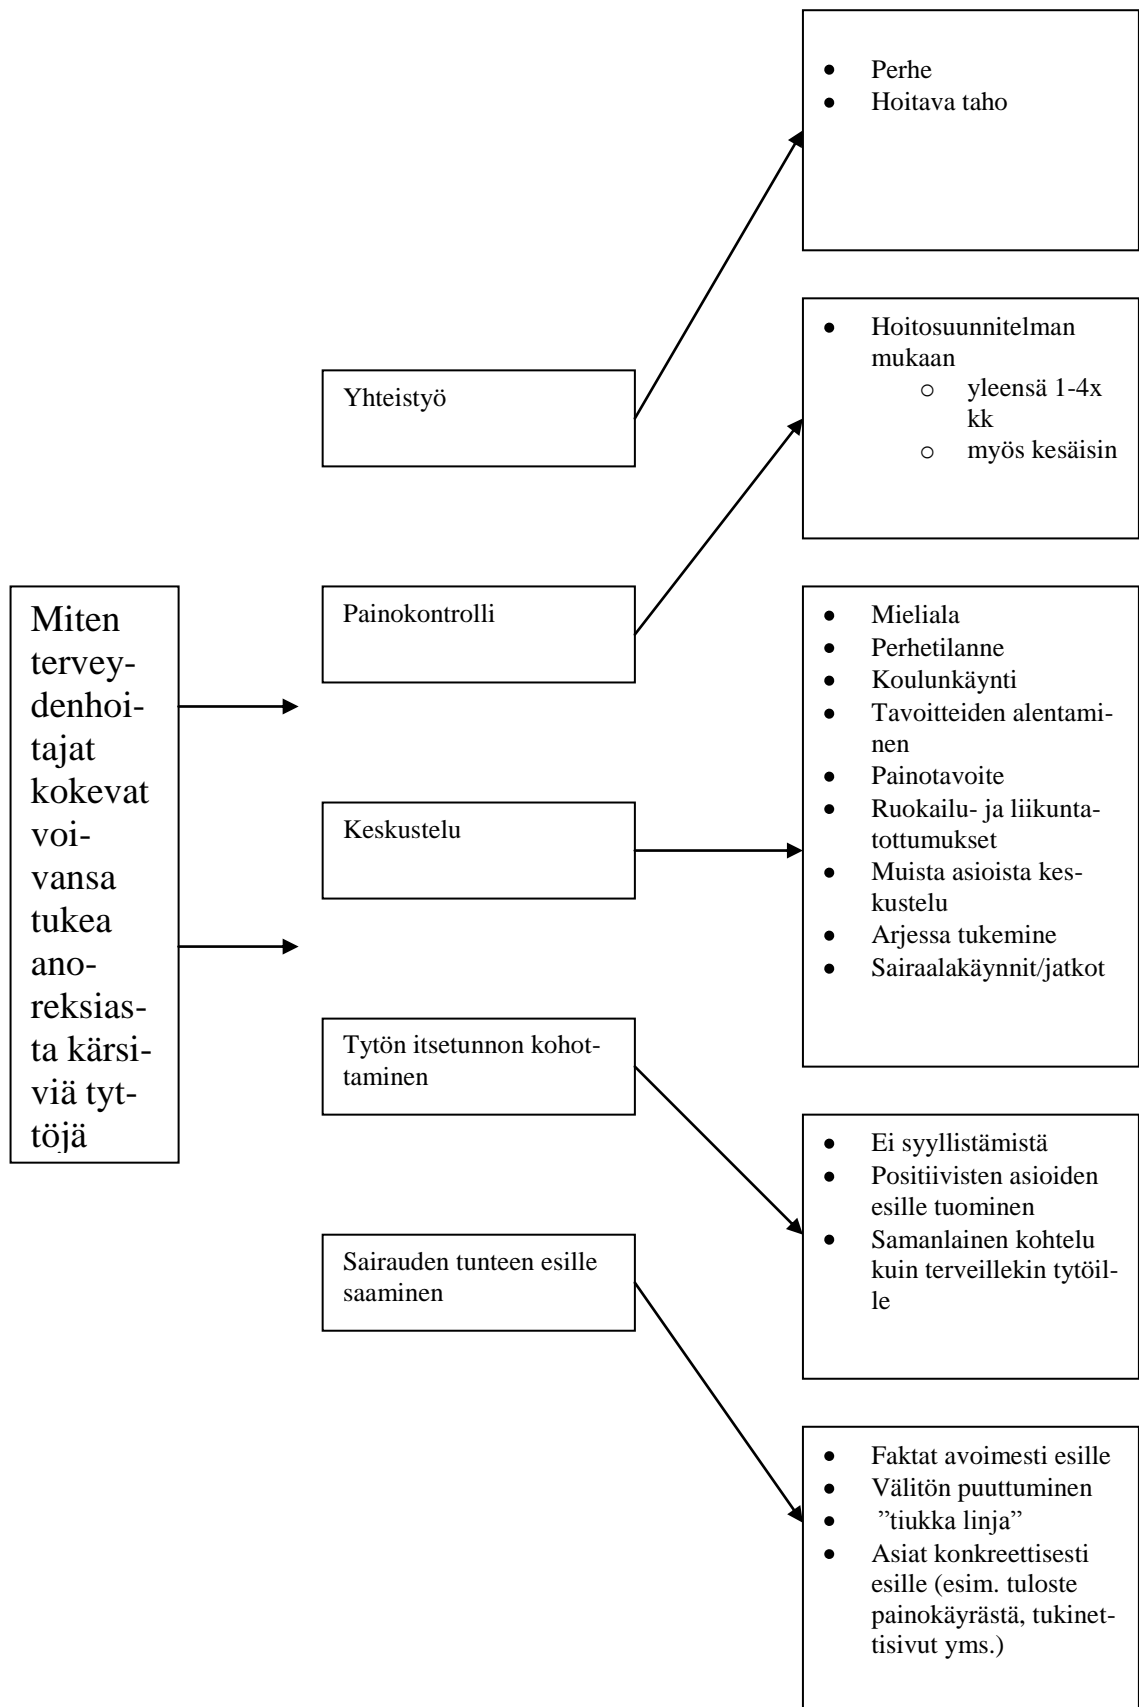 Miten
tervey-
denhoi-
tajat
kokevat
voi-
vansa
tukea
ano-
reksias-
ta kärsi-
viä tyt-
töjä
Yhteistyö
Painokontrolli
Keskustelu
Tytön itsetunnon kohot-
taminen
Sairauden tunteen esille
saaminen
• Perhe
• Hoitava taho
• Hoitosuunnitelman
mukaan
o yleensä 1-4x
kk
o myös kesäisin
• Mieliala
• Perhetilanne
• Koulunkäynti
• Tavoitteiden alentami-
nen
• Painotavoite
• Ruokailu- ja liikunta-
tottumukset
• Muista asioista kes-
kustelu
• Arjessa tukemine
• Sairaalakäynnit/jatkot
• Ei syyllistämistä
• Positiivisten asioiden
esille tuominen
• Samanlainen kohtelu
kuin terveillekin tytöil-
le
• Faktat avoimesti esille
• Välitön puuttuminen
• ”tiukka linja”
• Asiat konkreettisesti
esille (esim. tuloste
painokäyrästä, tukinet-
tisivut yms.)